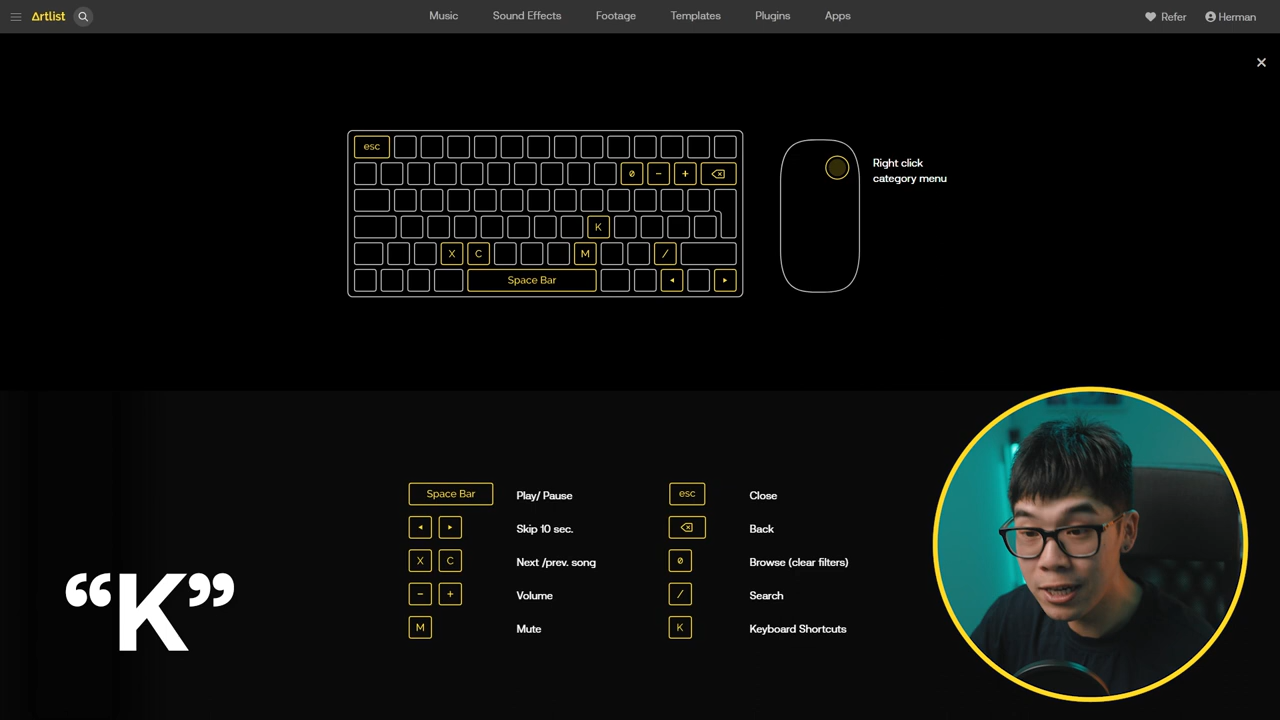 Artlist
Music
Sound Effects
Footage
Templates
Plugins
Apps
Refer
Herman
esc
0 - +
K
X C M /
Space Bar
Right click
category menu
Space Bar Play/ Pause
Skip 10 sec.
X C Next /prev. song
- + Volume
M Mute
esc Close
Back
0 Browse (clear filters)
/ Search
K Keyboard Shortcuts
“K”